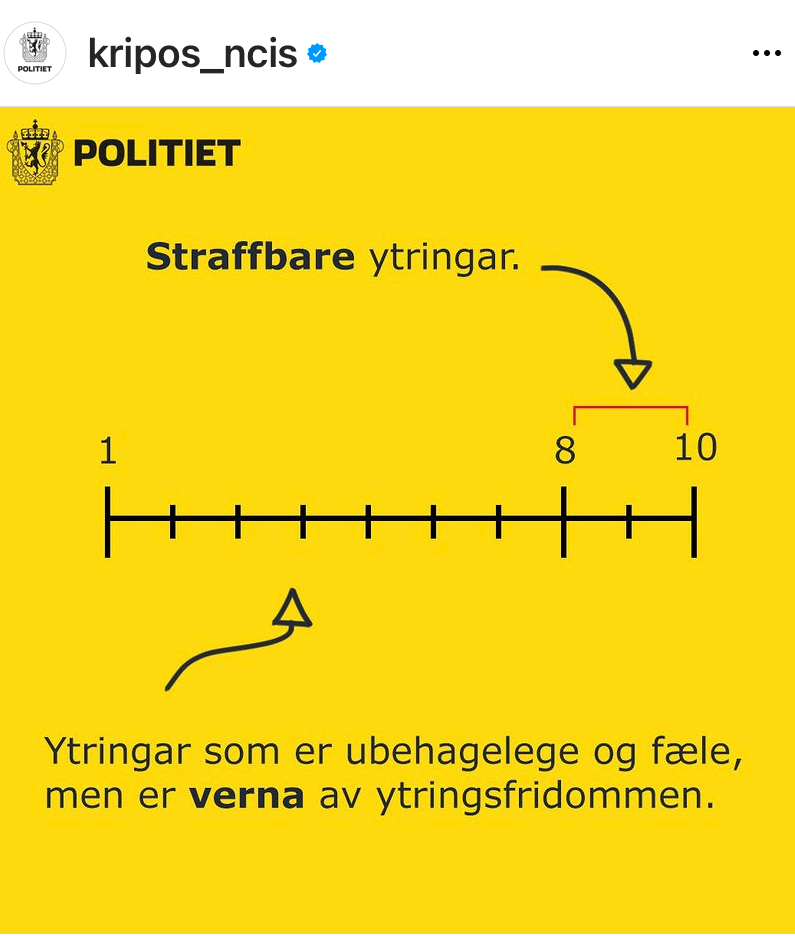 POLITIET
kripos_ncis
POLITIET
Straffbare ytringar.
1
8
10
Ytringar som er ubehagelege og fæle,
men er verna av ytringsfridommen.